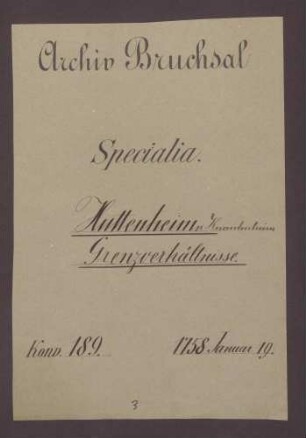 Archiv Bruchsal
Specialia.
Huttenheim
Grenzverhältnisse.
Konv. 189. 1758 Januar 19.
3